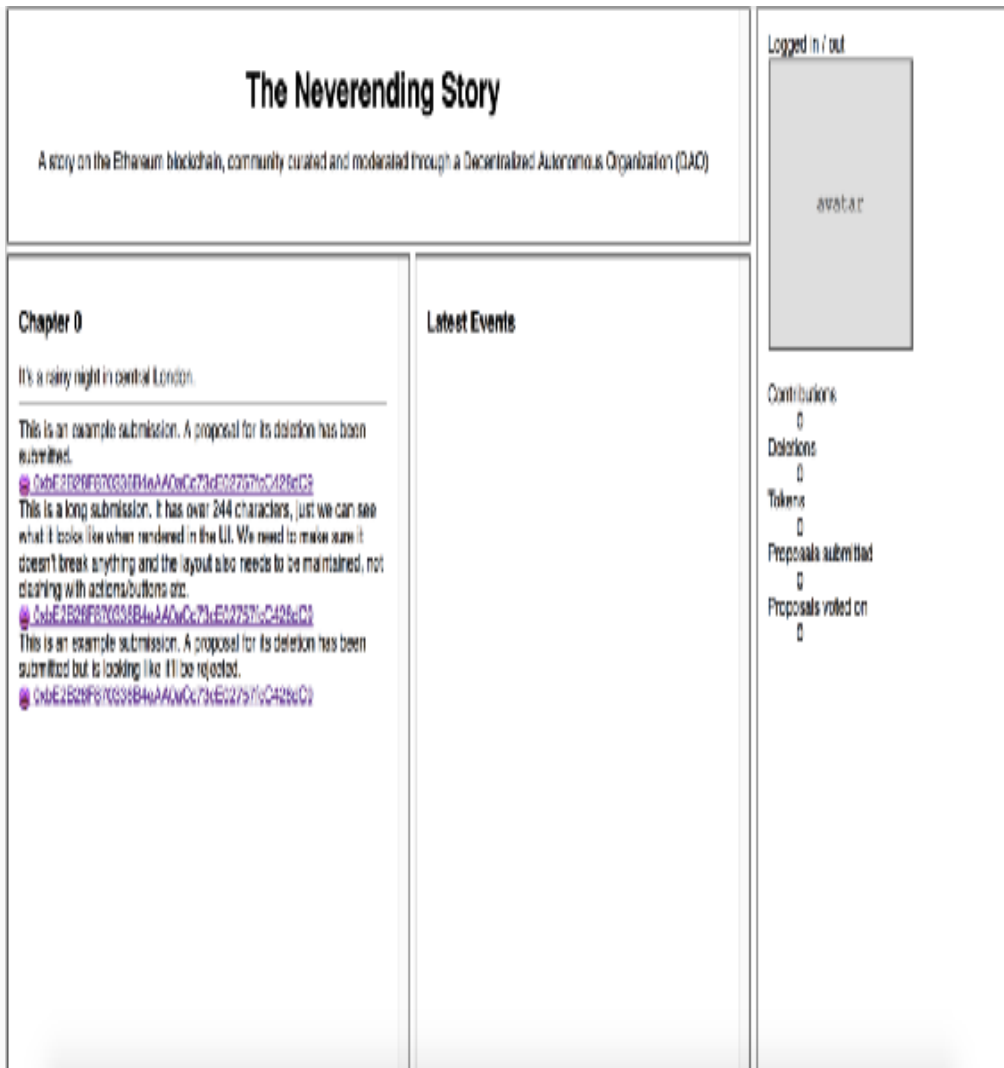 The Neverending Story
A story on the Ethereum blockchain, community curated and moderated through a Decentralized Autonomous Organization (DAO)
Chapter 0
It's a rainy night in central London.
This is an example submission. A proposal for its deletion has been
submitted.
This is a long submission. It has over 244 characters, just we can see
what it looks like when rendered in the UI. We need to make sure it
doesn't break anything and the layout also needs to be maintained, not
clashing with actions/buttons etc.
This is an example submission. A proposal for its deletion has been
submitted but is looking like it'll be rejected.
Latest Events
Logged in / out
avatar
Contributions
0
Deletions
0
Tokens
0
Proposals submitted
0
Proposals voted on
0